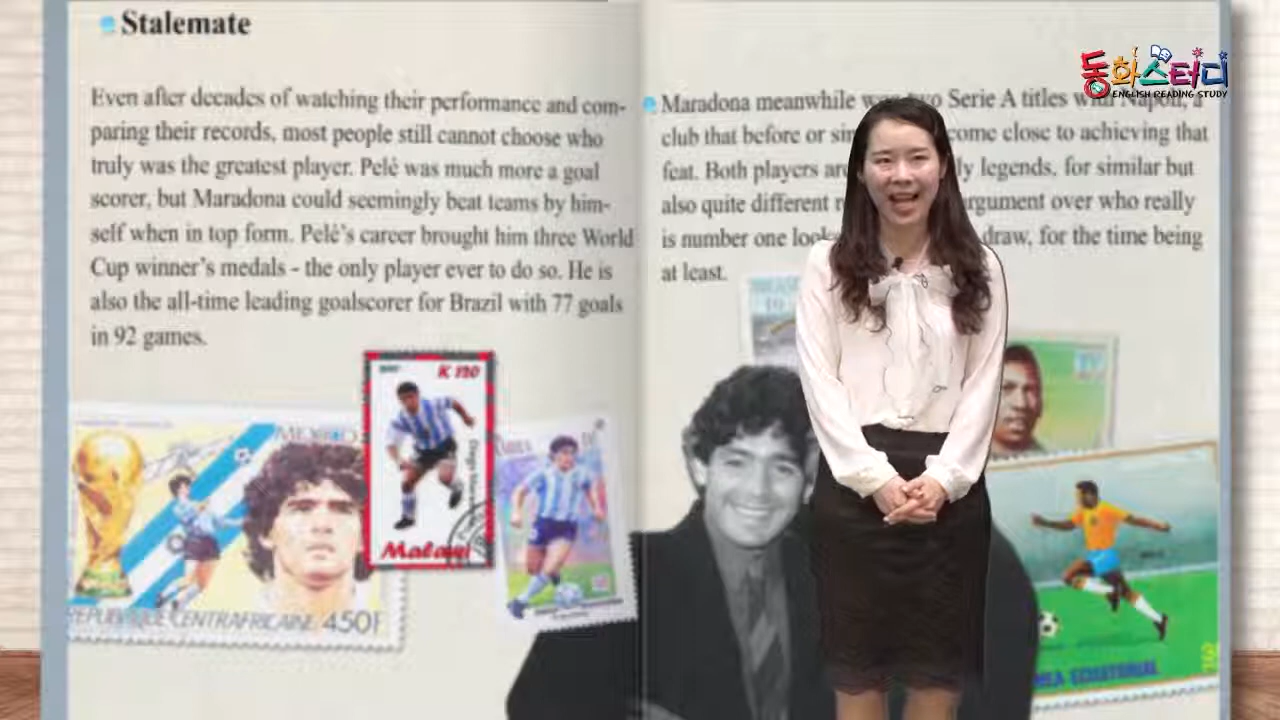 Stalemate
Even after decades of watching their performance and com-
paring their records, most people still cannot choose who
truly was the greatest player. Pelé was much more a goal
scorer, but Maradona could seemingly beat teams by him-
self when in top form. Pelé's career brought him three World
Cup winner's medals - the only player ever to do so. He is
also the all-time leading goalscorer for Brazil with 77 goals
in 92 games.
Maradona meanwhile Serie A titles with Napoli, a
club that before or come close to achieving that
feat. Both players legends, for similar but
also quite different argument over who really
is number one draw, for the time being
at least.
동화스터디
ENGLISH READING STUDY
K 110
Malawi
MEXICO
REPUBLIQUE CENTRAFRICAINE 450F
ECUATORIAL